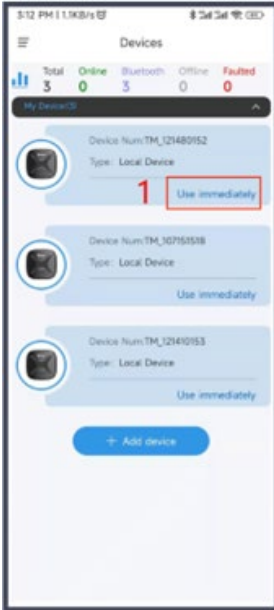 3:12 PM | 1.1KB/s
Devices
Total Online Bluetooth Offline Faulted
3 0 3 0 0
My Device(3)
Device Num:TM_121480152
Type: Local Device
1 Use immediately
Device Num:TM_107151518
Type: Local Device
Use immediately
Device Num:TM_121410153
Type: Local Device
Use immediately
+ Add device